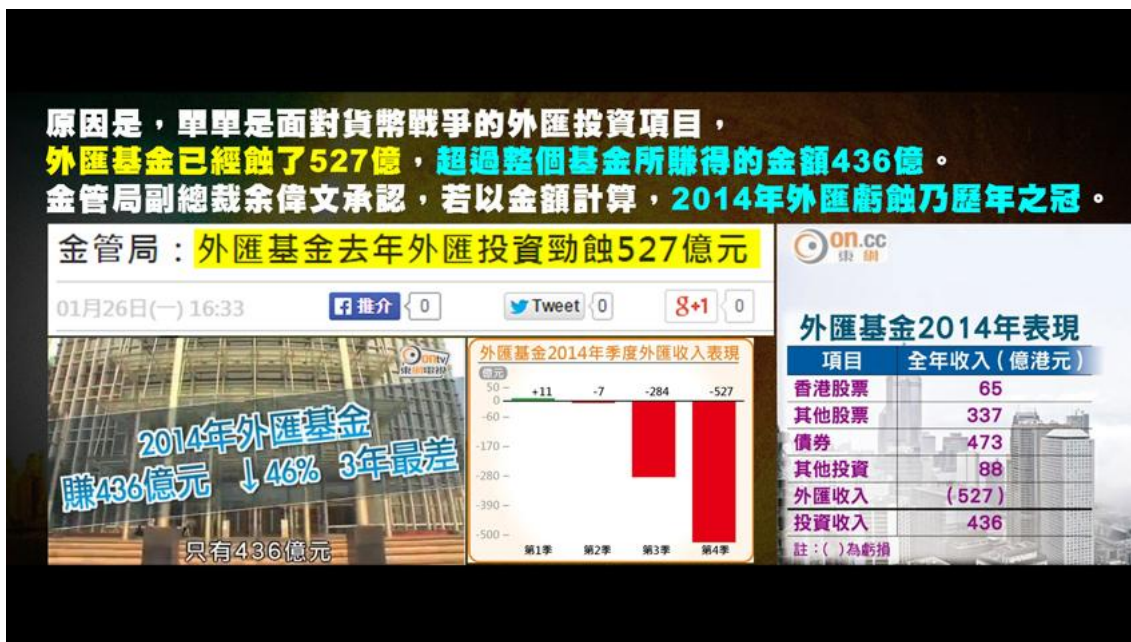 原因是，單單是面對貨幣戰爭的外匯投資項目，
外匯基金已經蝕了527億，超過整個基金所賺得的金額436億。
金管局副總裁余偉文承認，若以金額計算，2014年外匯虧蝕乃歷年之冠。
金管局：外匯基金去年外匯投資勁蝕527億元
01月26日(一) 16:33 推介 0 Tweet 0 g+1 0
ontv
東網電視
2014年外匯基金
賺436億元 ↓46% 3年最差
只有436億元
外匯基金2014年季度外匯收入表現
億元
50
0
-60
-170
-280
-390
-500
+11 -7 -284 -527
第1季 第2季 第3季 第4季
on.cc
東網
外匯基金2014年表現
項目 全年收入（億港元）
香港股票 65
其他股票 337
債券 473
其他投資 88
外匯收入 (527)
投資收入 436
註：( )為虧損